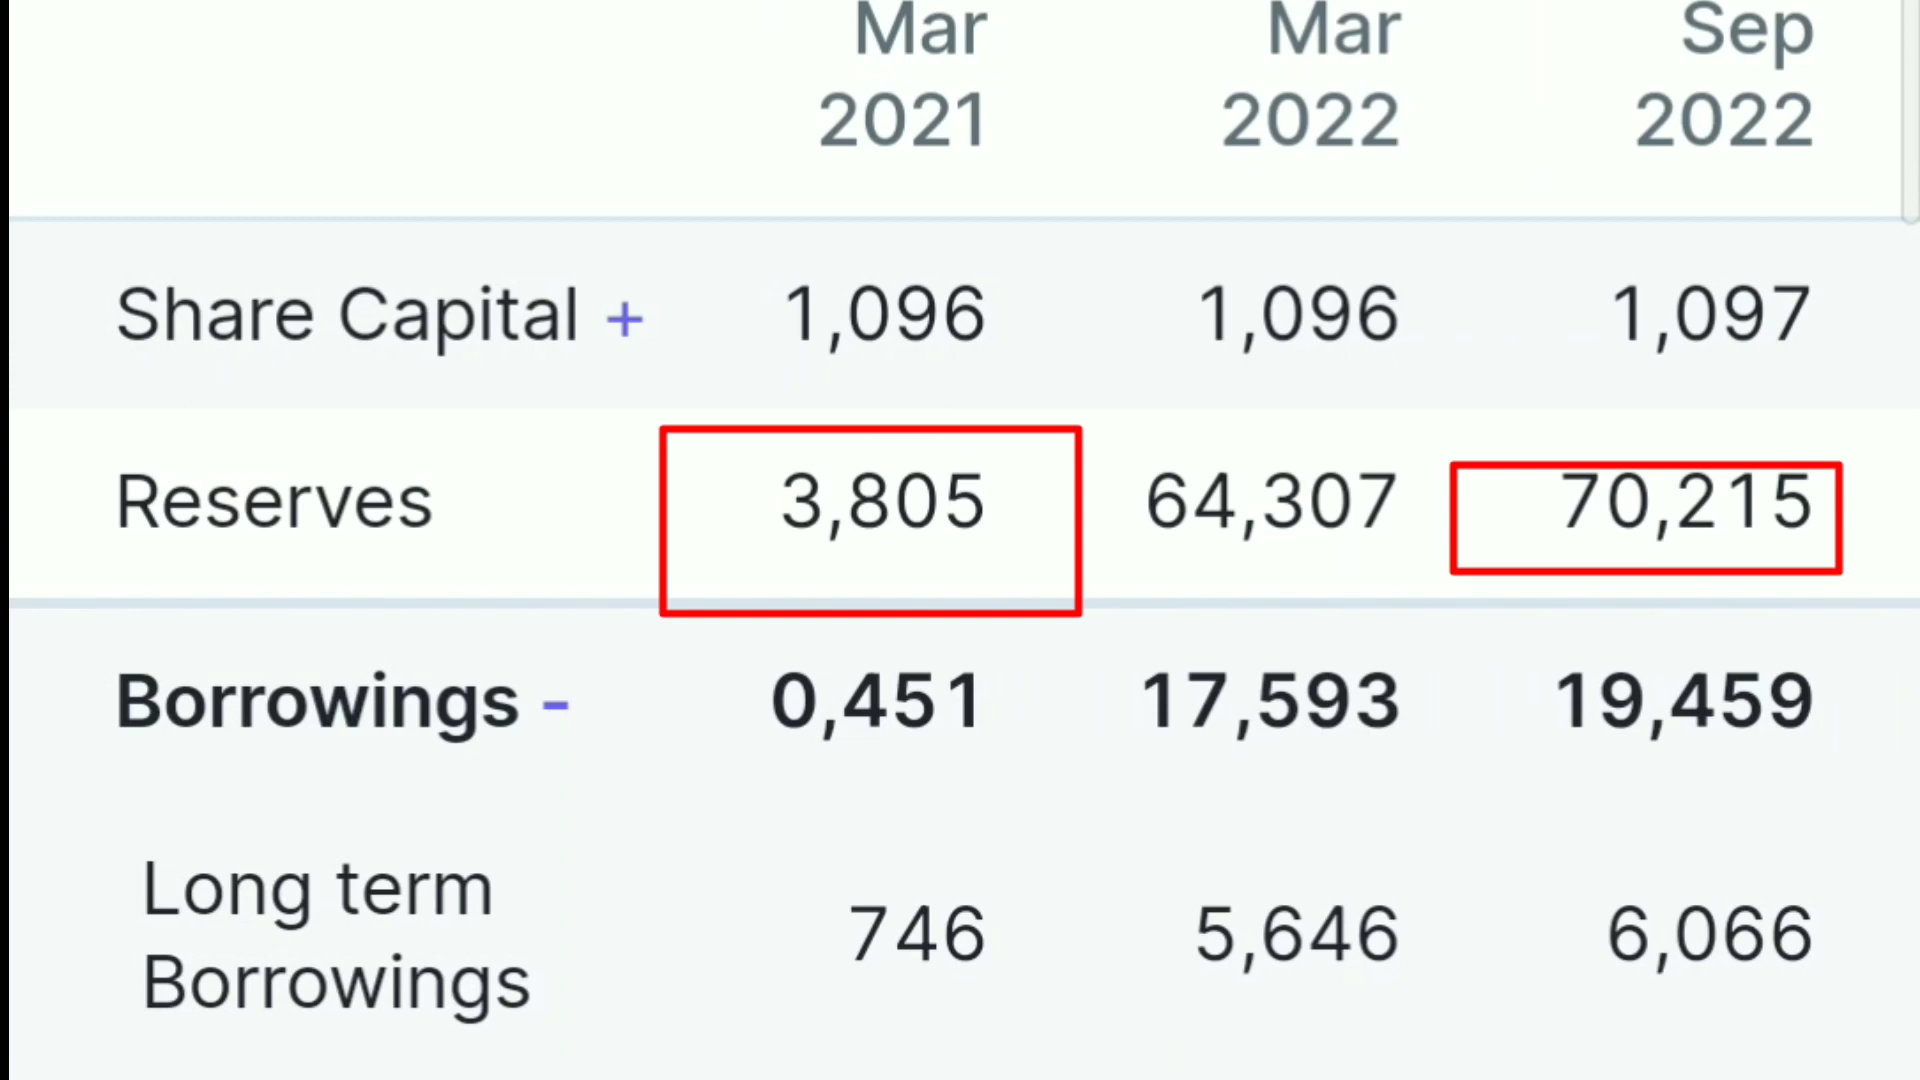 Mar Mar Sep
2021 2022 2022
Share Capital + 1,096 1,096 1,097
Reserves 3,805 64,307 70,215
Borrowings - 0,451 17,593 19,459
Long term
Borrowings 746 5,646 6,066